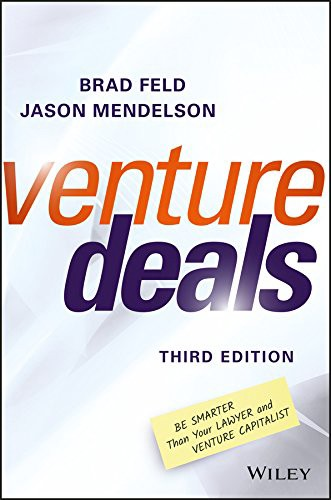 BRAD FELD
JASON MENDELSON
venture
deals
THIRD EDITION
BE SMARTER
Than Your LAWYER and
VENTURE CAPITALIST
WILEY